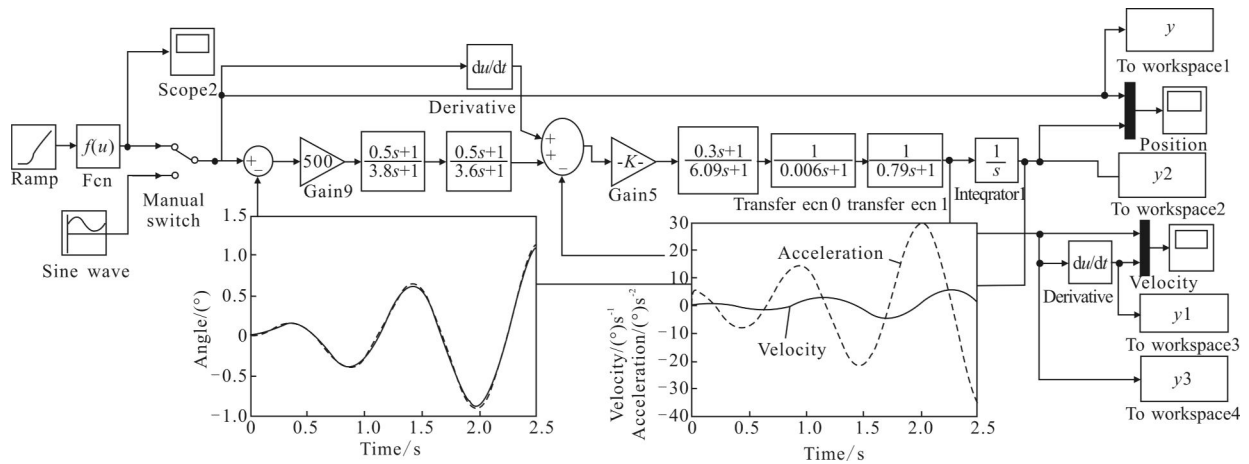 Ramp
f(u)
Fcn
Scope2
Manual
switch
Sine wave
+
−
500
Gain9
0.5s+1
3.8s+1
0.5s+1
3.6s+1
du/dt
Derivative
+
+
−
-K-
Gain5
0.3s+1
6.09s+1
1
0.006s+1
1
0.79s+1
Transfer ecn 0 transfer ecn 1
1
s
Inteqrator1
y
To workspace1
Position
y2
To workspace2
Velocity
du/dt
Derivative
y1
To workspace3
y3
To workspace4
1.5
1.0
0.5
0
−0.5
−1.0
Angle/(°)
0 0.5 1.0 1.5 2.0 2.5
Time/s
30
20
10
0
−10
−20
−30
−40
Velocity/(°)s⁻¹
Acceleration/(°)s⁻²
Acceleration
Velocity
0 0.5 1.0 1.5 2.0 2.5
Time/s